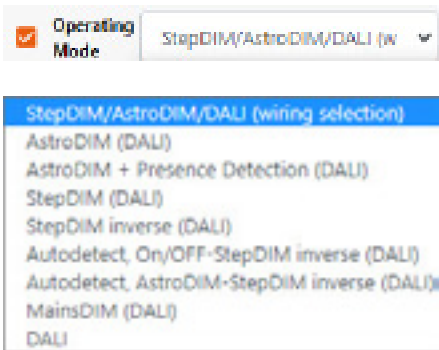 Operating
Mode
StepDIM/AstroDIM/DALI (w
StepDIM/AstroDIM/DALI (wiring selection)
AstroDIM (DALI)
AstroDIM + Presence Detection (DALI)
StepDIM (DALI)
StepDIM inverse (DALI)
Autodetect, On/OFF-StepDIM inverse (DALI)
Autodetect, AstroDIM-StepDIM inverse (DALI)
MainsDIM (DALI)
DALI